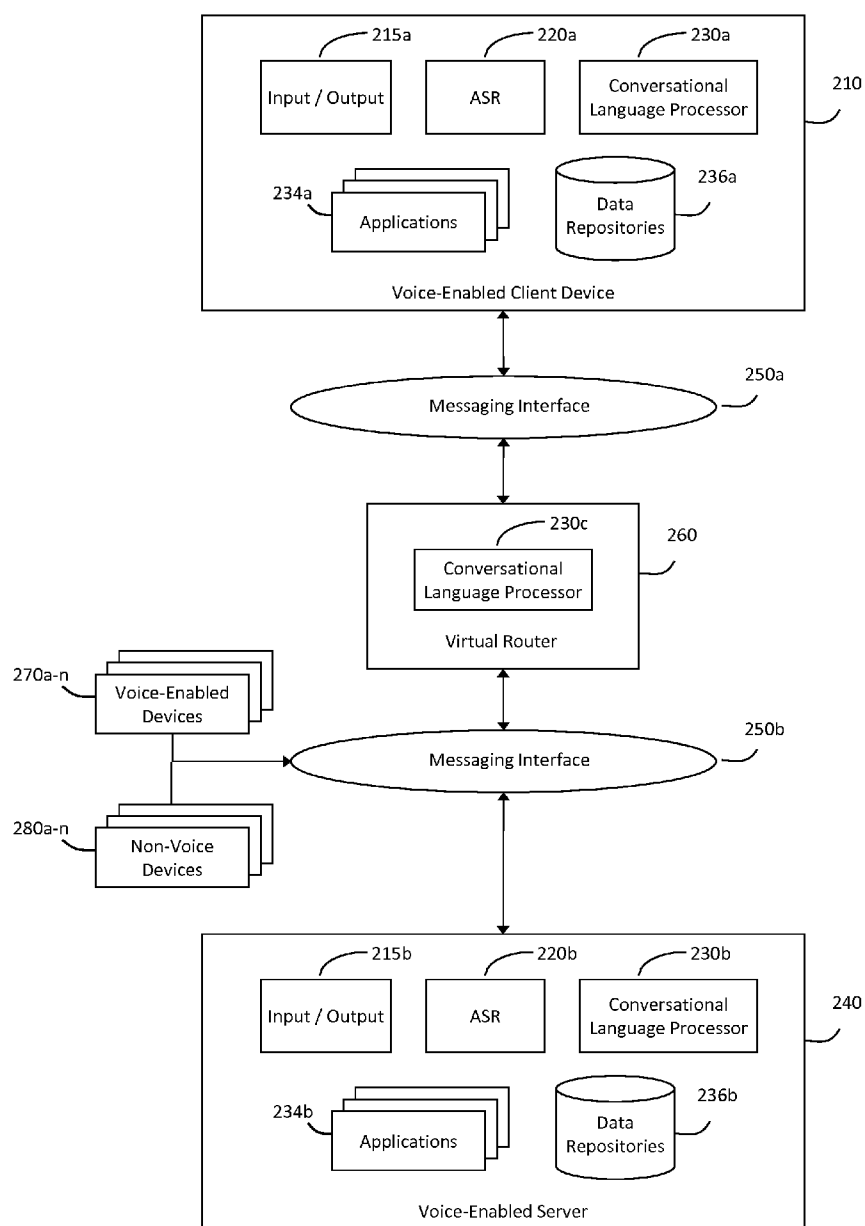 215a
220a
230a
210
Input / Output
ASR
Conversational
Language Processor
234a
Applications
236a
Data
Repositories
Voice-Enabled Client Device
250a
Messaging Interface
230c
260
Conversational
Language Processor
Virtual Router
270a-n
Voice-Enabled
Devices
250b
Messaging Interface
280a-n
Non-Voice
Devices
215b
220b
230b
240
Input / Output
ASR
Conversational
Language Processor
234b
Applications
236b
Data
Repositories
Voice-Enabled Server